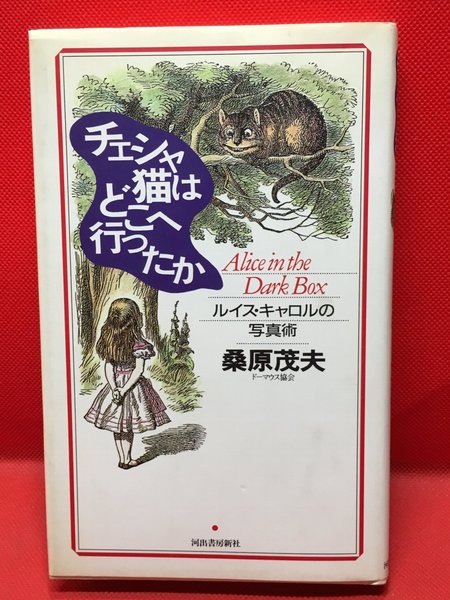 チェシャ
猫は
どこへ
行ったか
Alice in the
Dark Box
ルイス・キャロルの
写真術
桑原茂夫
ドーマウス協会
河出書房新社